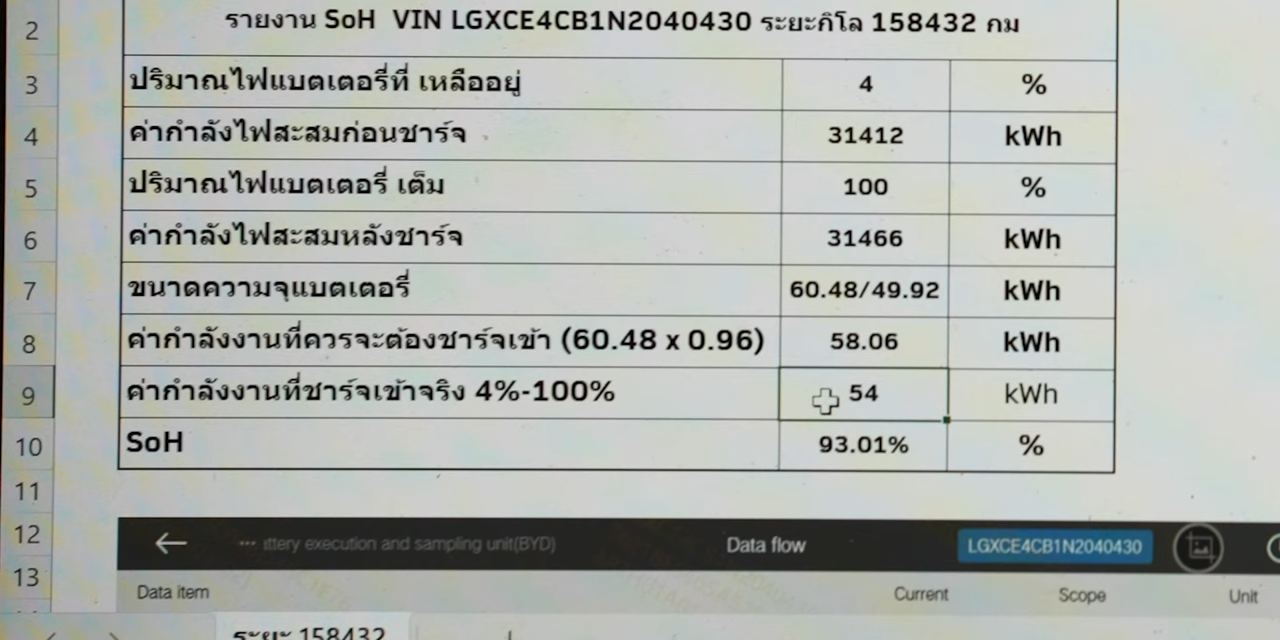 2
รายงาน SoH VIN LGXCE4CB1N2040430 ระยะกิโล 158432 กม
3 ปริมาณไฟแบตเตอรี่ที่ เหลืออยู่ 4 %
4 ค่ากำลังไฟสะสมก่อนชาร์จ 31412 kWh
5 ปริมาณไฟแบตเตอรี่ เต็ม 100 %
6 ค่ากำลังไฟสะสมหลังชาร์จ 31466 kWh
7 ขนาดความจุแบตเตอรี่ 60.48/49.92 kWh
8 ค่ากำลังงานที่ควรจะต้องชาร์จเข้า (60.48 x 0.96) 58.06 kWh
9 ค่ากำลังงานที่ชาร์จเข้าจริง 4%-100% 54 kWh
10 SoH 93.01% %
11
12 ... ittery execution and sampling unit(BYD) Data flow LGXCE4CB1N2040430
13 Data item Current Scope Unit
ระยะ 158432